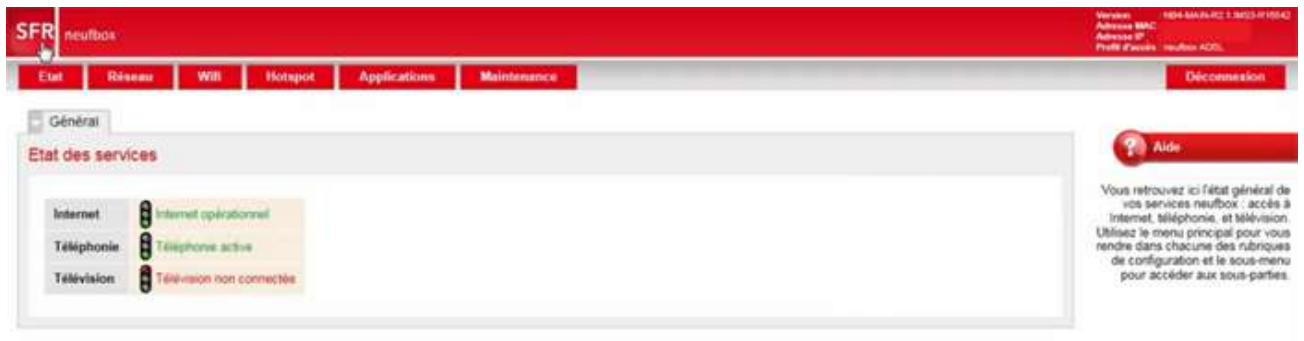 SFR neufbox
Version
Adresse MAC
Adresse IP
Profil d'accès neufbox ADSL
Etat Réseau Wifi Hotspot Applications Maintenance Déconnexion
Général
Etat des services
Aide
Internet Internet opérationnel
Téléphonie Téléphonie active
Télévision Télévision non connectée
Vous retrouvez ici l'état général de
vos services neufbox : accès à
Internet, téléphonie, et télévision.
Utilisez le menu principal pour vous
rendre dans chacune des rubriques
de configuration et le sous-menu
pour accéder aux sous-parties.